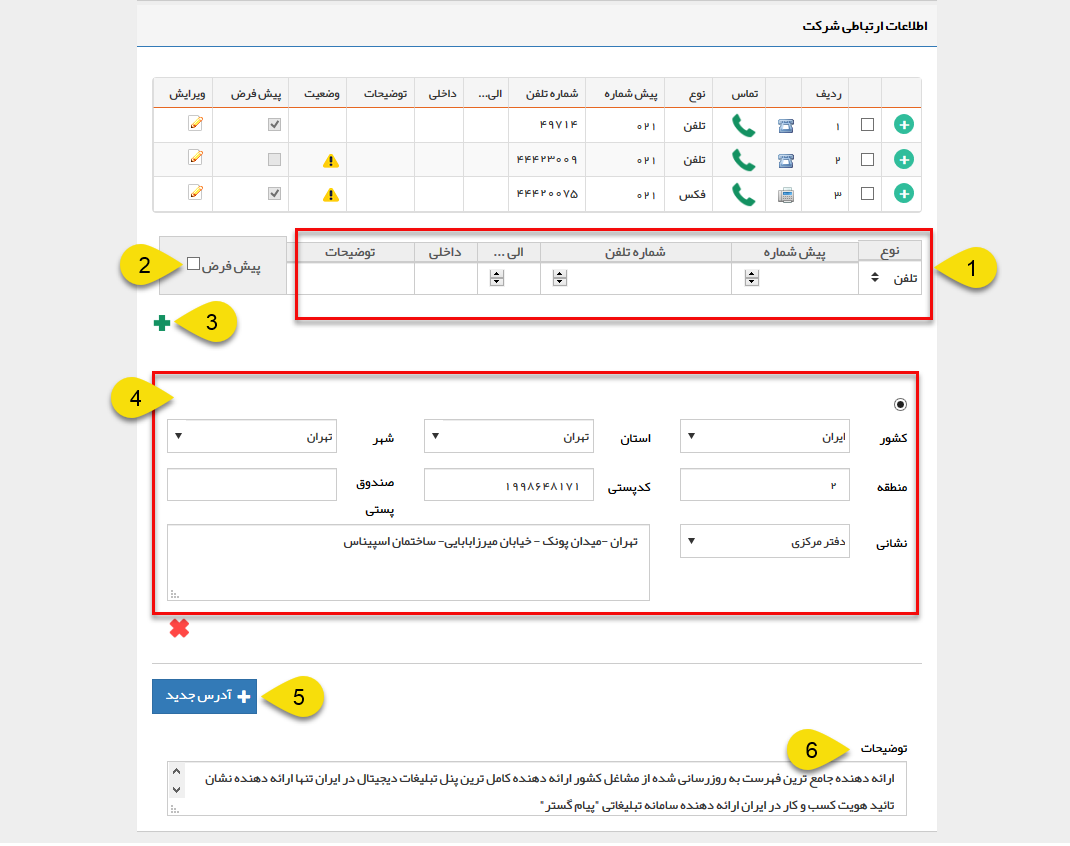 اطلاعات ارتباطی شرکت
ردیف تماس نوع پیش شماره شماره تلفن الی... داخلی توضیحات وضعیت پیش فرض ویرایش
۱ تلفن ۰۲۱ ۴۹۷۱۴
۲ تلفن ۰۲۱ ۴۴۴۲۳۰۰۹
۳ فکس ۰۲۱ ۴۴۴۲۰۰۷۵
نوع پیش شماره شماره تلفن الی ... داخلی توضیحات
تلفن پیش فرض
1
2
3
4
کشور ایران استان تهران شهر تهران
منطقه ۲ کدپستی ۱۹۹۸۶۴۸۱۷۱ صندوق پستی
نشانی دفتر مرکزی تهران -میدان پونک - خیابان میرزابابایی- ساختمان اسپیناس
آدرس جدید
5
توضیحات
6
ارائه دهنده جامع ترین فهرست به روزرسانی شده از مشاغل کشور ارائه دهنده کامل ترین پنل تبلیغات دیجیتال در ایران تنها ارائه دهنده نشان
تائید هویت کسب و کار در ایران ارائه دهنده سامانه تبلیغاتی "پیام گستر"